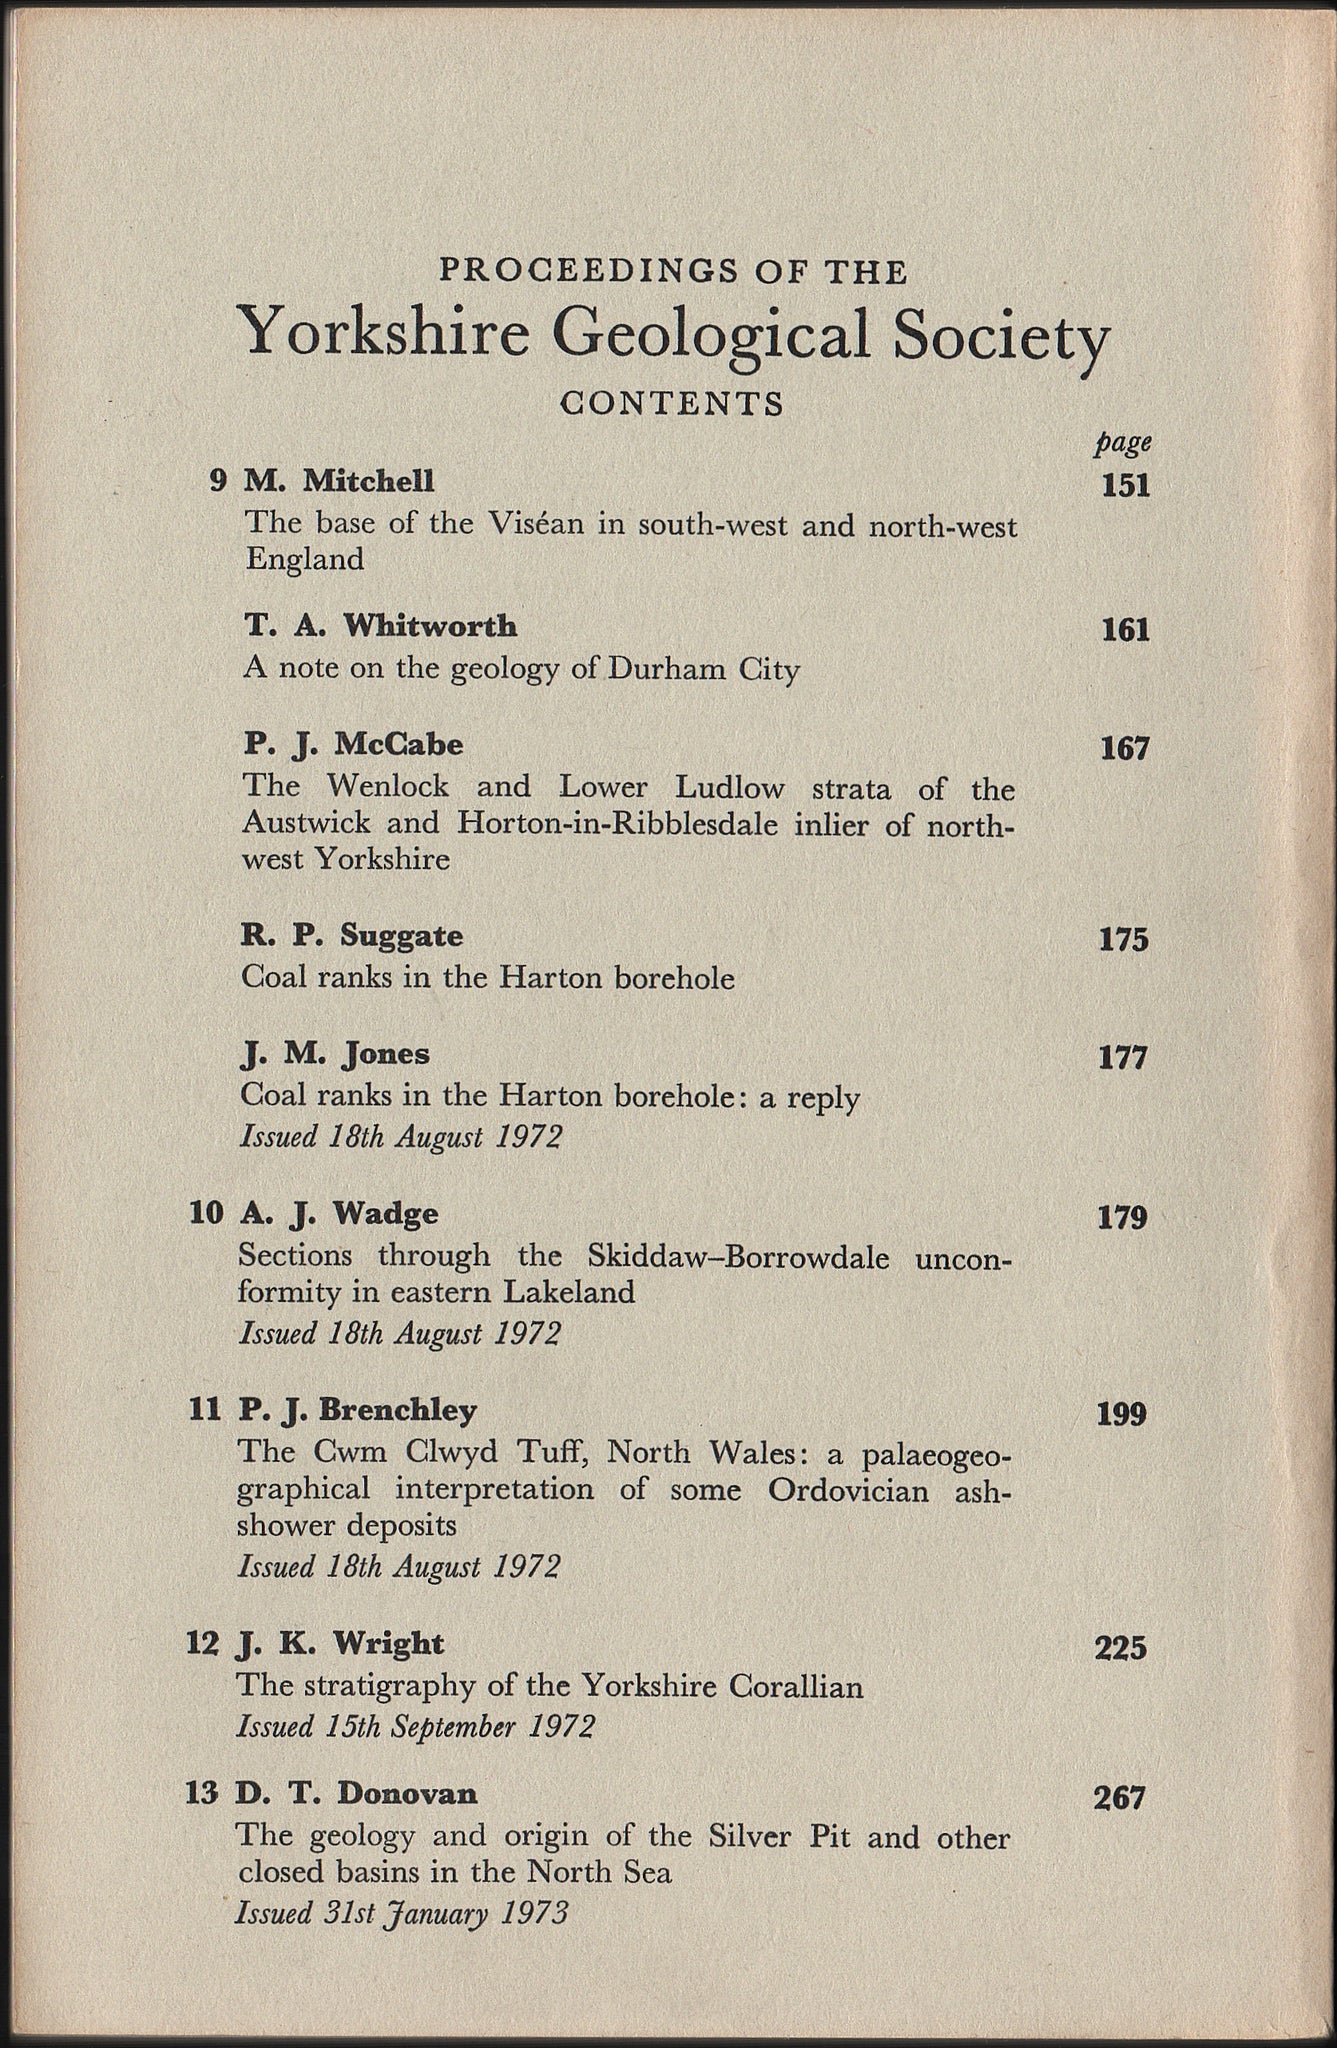 PROCEEDINGS OF THE
Yorkshire Geological Society
CONTENTS
page
9 M. Mitchell 151
The base of the Viséan in south-west and north-west
England
T. A. Whitworth 161
A note on the geology of Durham City
P. J. McCabe 167
The Wenlock and Lower Ludlow strata of the
Austwick and Horton-in-Ribblesdale inlier of north-
west Yorkshire
R. P. Suggate 175
Coal ranks in the Harton borehole
J. M. Jones 177
Coal ranks in the Harton borehole: a reply
Issued 18th August 1972
10 A. J. Wadge 179
Sections through the Skiddaw–Borrowdale uncon-
formity in eastern Lakeland
Issued 18th August 1972
11 P. J. Brenchley 199
The Cwm Clwyd Tuff, North Wales: a palaeogeo-
graphical interpretation of some Ordovician ash-
shower deposits
Issued 18th August 1972
12 J. K. Wright 225
The stratigraphy of the Yorkshire Corallian
Issued 15th September 1972
13 D. T. Donovan 267
The geology and origin of the Silver Pit and other
closed basins in the North Sea
Issued 31st January 1973